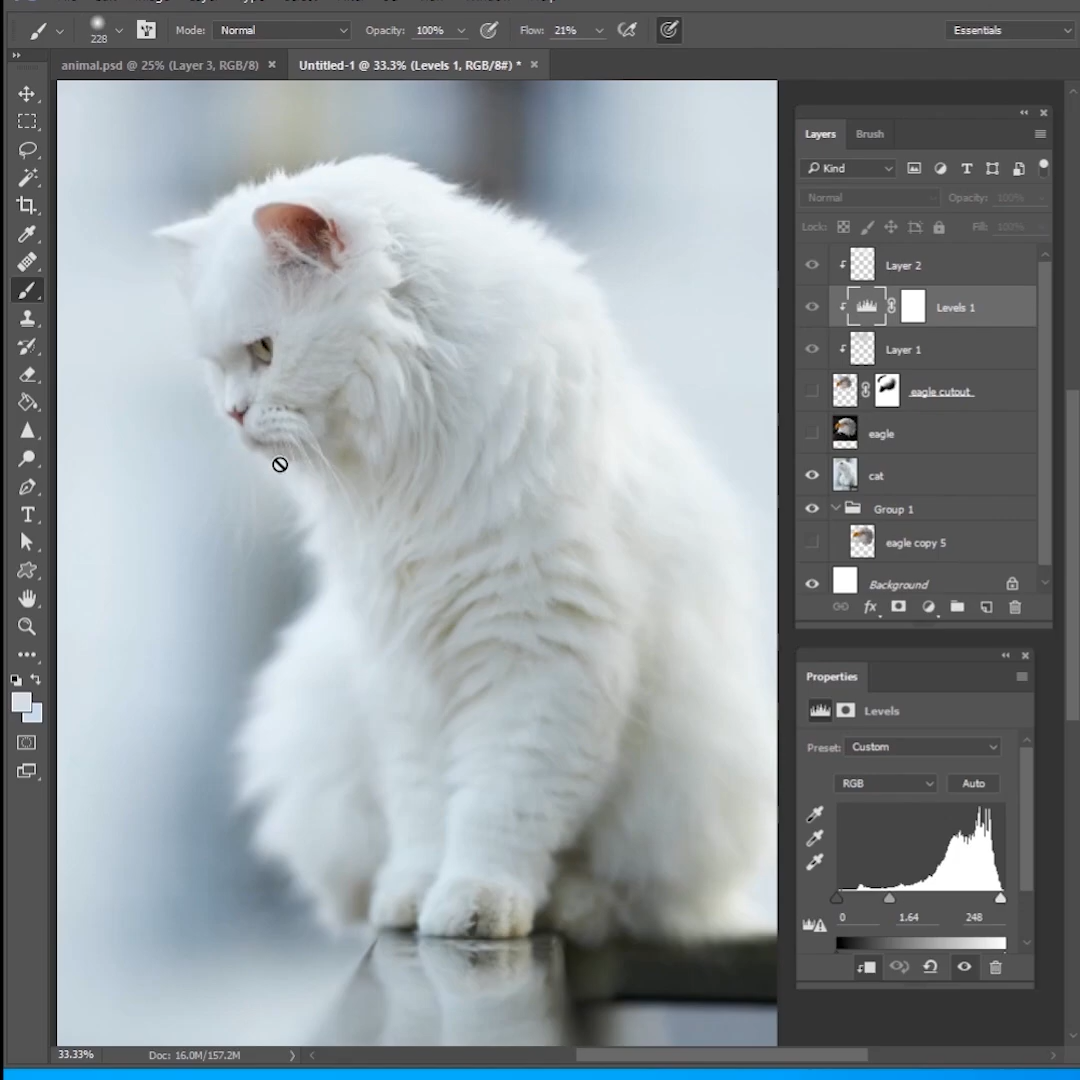 228
Mode: Normal
Opacity: 100%
Flow: 21%
Essentials
animal.psd @ 25% (Layer 3, RGB/8) ×
Untitled-1 @ 33.3% (Levels 1, RGB/8#) * ×
Layers
Brush
Kind
Normal
Opacity: 100%
Lock:
Fill: 100%
Layer 2
Levels 1
Layer 1
eagle cutout
eagle
cat
Group 1
eagle copy 5
Background
fx
Properties
Levels
Preset: Custom
RGB
Auto
0
1.64
248
33.33%
Doc: 16.0M/157.2M